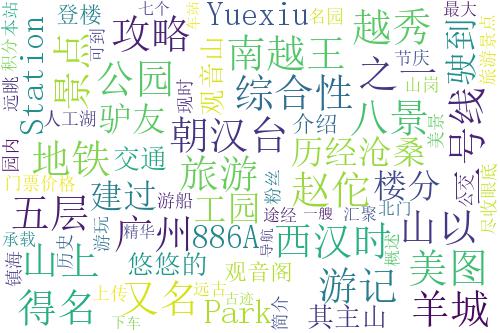 登楼
七个
Yuexiu
南越王
越秀
名园
车站
最大
积分
本站
可到
攻略
节庆
旅游景点
驶到
远眺
Station
景点
公园
观音山
综合性
之一
山区
美景
号线
人工湖
驴友
现时
朝汉台
介绍
八景
园内
地铁
交通
旅游
历经沧桑
公交
尽收眼底
门票价格
建过
游船
工园
粉丝
赵佗
楼分
五层
游玩
精华
广州
886A
途经
一艘
汇聚
北门
山以
承载
历史
导航
西汉时
概述
镇海
山上
悠悠的
观音阁
游记
美图
得名
上传
又名
远古
古迹
Park
简介
其主山
羊城
下车